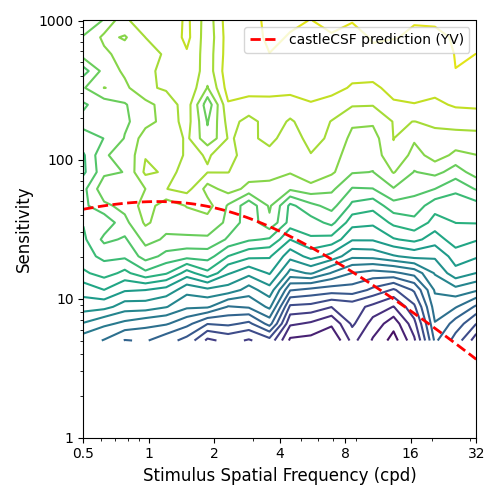 1000
castleCSF prediction (YV)
100
10
1
Sensitivity
0.5 1 2 4 8 16 32
Stimulus Spatial Frequency (cpd)